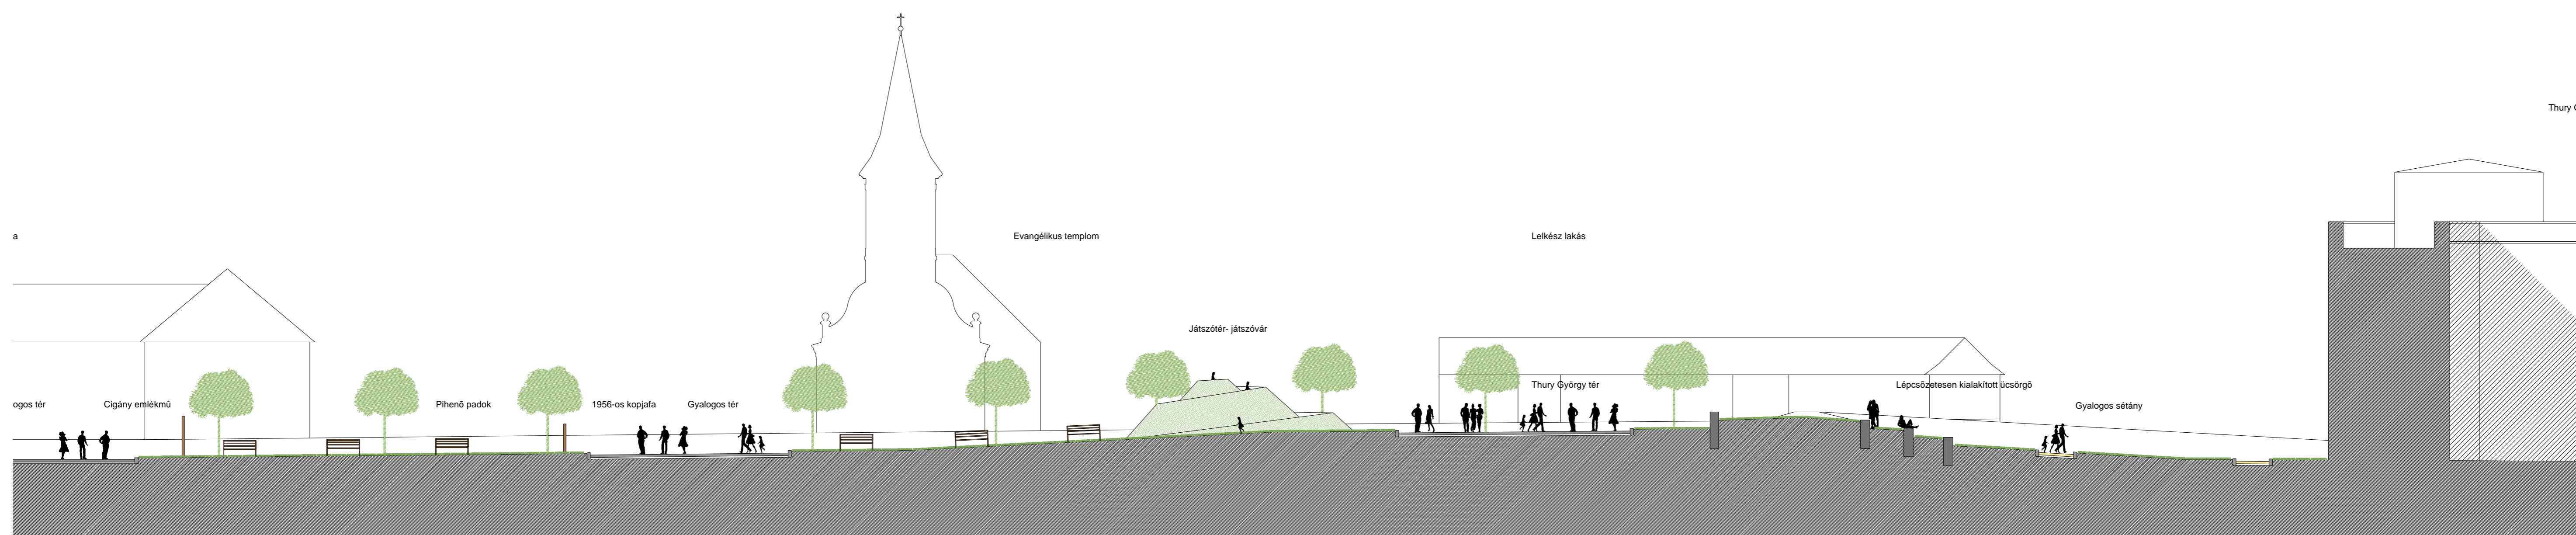 Thury
a
Evangélikus templom
Lelkész lakás
Játszótér- játszóvár
Thury György tér
Lépcsőzetesen kialakított ücsörgő
ogos tér
Cigány emlékmű
Pihenő padok
1956-os kopjafa
Gyalogos tér
Gyalogos sétány